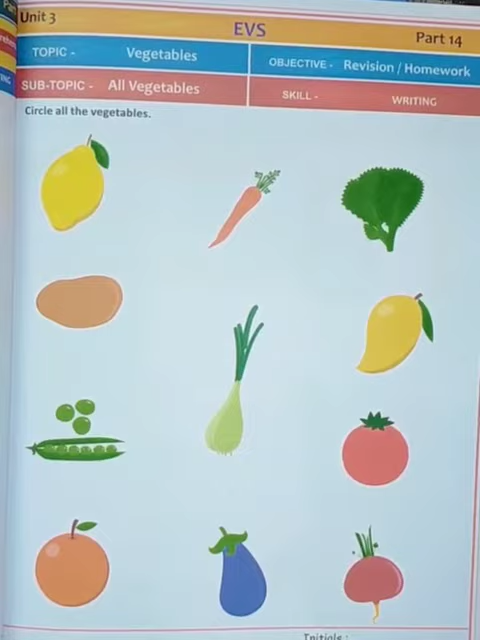 Unit 3
EVS
Part 14
TOPIC - Vegetables
OBJECTIVE - Revision / Homework
SUB-TOPIC - All Vegetables
SKILL - WRITING
Circle all the vegetables.
Initials :